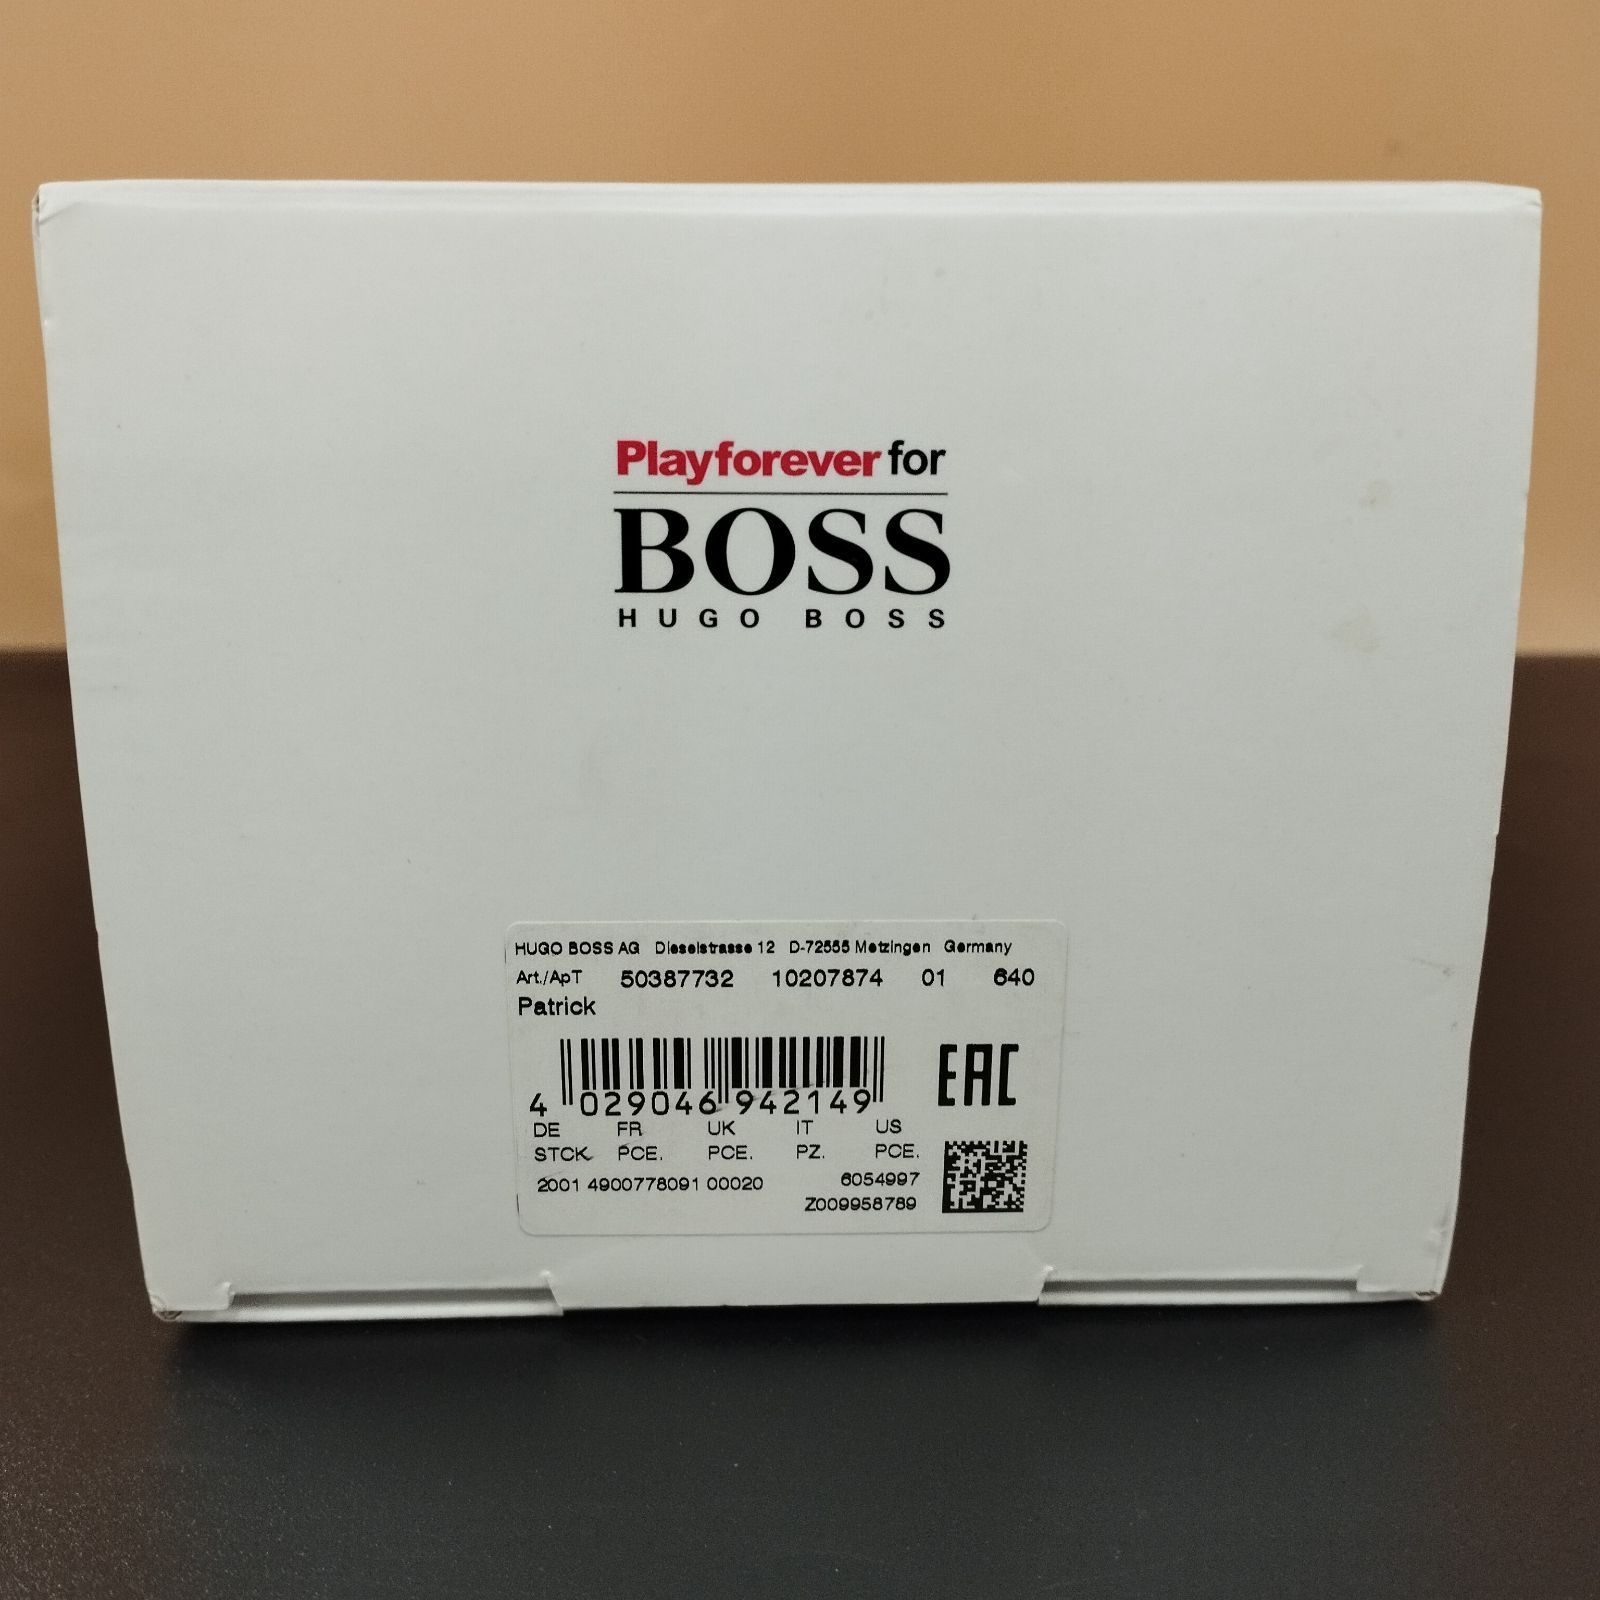 Playforever for
BOSS
HUGO BOSS
HUGO BOSS AG Dieselstrasse 12 D-72555 Metzingen Germany
Art./ApT 50387732 10207874 01 640
Patrick
4 029046 942149
EAC
DE FR UK IT US
STCK PCE. PCE. PZ. PCE.
2001 4900778091 00020 6054997
Z009958789